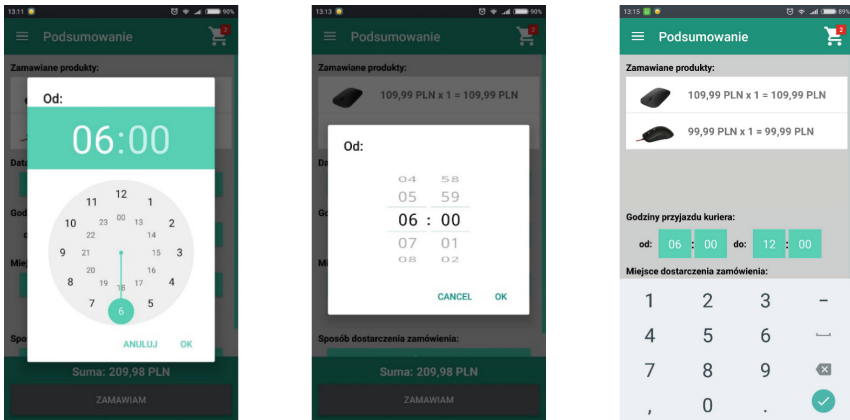 13:11 90%
Podsumowanie 2
Zamawiane produkty:
Od:
06:00
12
11 1
00
10 23 13 2
22 14
9 21 15 3
20 16
8 19 18 17 4
7 5
6
ANULUJ OK
Suma: 209,98 PLN
ZAMAWIAM
13:13 90%
Podsumowanie 2
Zamawiane produkty:
109,99 PLN x 1 = 109,99 PLN
Od:
04 58
05 59
06 : 00
07 01
08 02
CANCEL OK
Sposób dostarczenia zamówienia:
Suma: 209,98 PLN
ZAMAWIAM
13:15 89%
Podsumowanie 2
Zamawiane produkty:
109,99 PLN x 1 = 109,99 PLN
99,99 PLN x 1 = 99,99 PLN
Godziny przyjazdu kuriera:
od: 06 : 00 do: 12 : 00
Miejsce dostarczenia zamówienia:
1 2 3 -
4 5 6
7 8 9
, 0 .